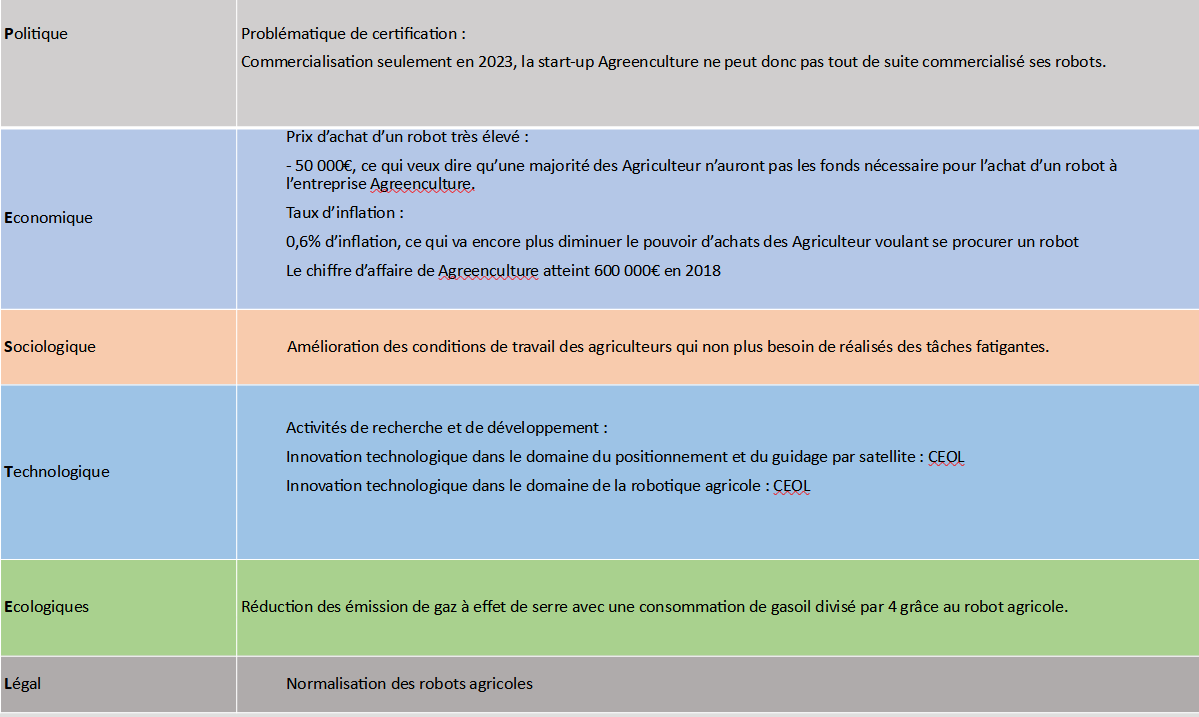 Politique
Problématique de certification :
Commercialisation seulement en 2023, la start-up Agreenculture ne peut donc pas tout de suite commercialisé ses robots.
Economique
Prix d’achat d’un robot très élevé :
- 50 000€, ce qui veux dire qu’une majorité des Agriculteur n’auront pas les fonds nécessaire pour l’achat d’un robot à
l’entreprise Agreenculture.
Taux d’inflation :
0,6% d’inflation, ce qui va encore plus diminuer le pouvoir d’achats des Agriculteur voulant se procurer un robot
Le chiffre d’affaire de Agreenculture atteint 600 000€ en 2018
Sociologique
Amélioration des conditions de travail des agriculteurs qui non plus besoin de réalisés des tâches fatigantes.
Technologique
Activités de recherche et de développement :
Innovation technologique dans le domaine du positionnement et du guidage par satellite : CEOL
Innovation technologique dans le domaine de la robotique agricole : CEOL
Ecologiques
Réduction des émission de gaz à effet de serre avec une consommation de gasoil divisé par 4 grâce au robot agricole.
Légal
Normalisation des robots agricoles